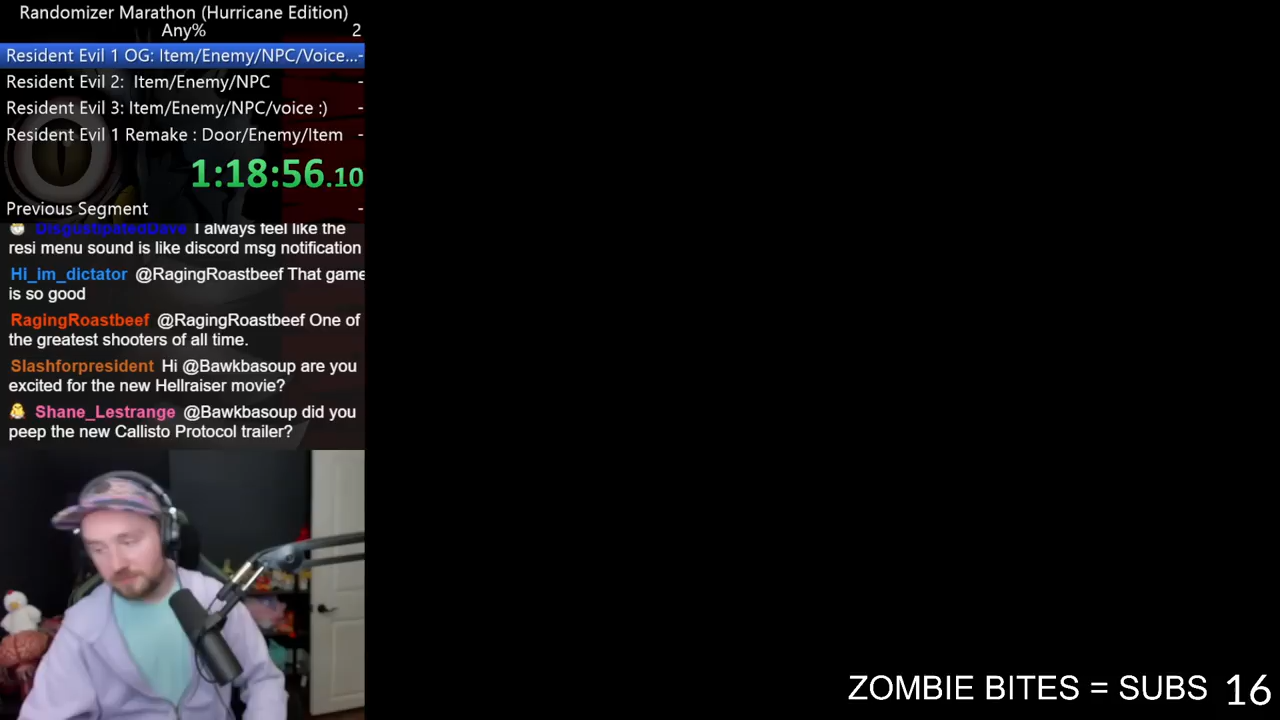 Randomizer Marathon (Hurricane Edition)
Any% 2
Resident Evil 1 OG: Item/Enemy/NPC/Voice... -
Resident Evil 2: Item/Enemy/NPC -
Resident Evil 3: Item/Enemy/NPC/voice :) -
Resident Evil 1 Remake : Door/Enemy/Item -
1:18:56.10
Previous Segment -
DisgustipatedDave I always feel like the
resi menu sound is like discord msg notification
Hi_im_dictator @RagingRoastbeef That game
is so good
RagingRoastbeef @RagingRoastbeef One of
the greatest shooters of all time.
Slashforpresident Hi @Bawkbasoup are you
excited for the new Hellraiser movie?
Shane_Lestrange @Bawkbasoup did you
peep the new Callisto Protocol trailer?
ZOMBIE BITES = SUBS 16